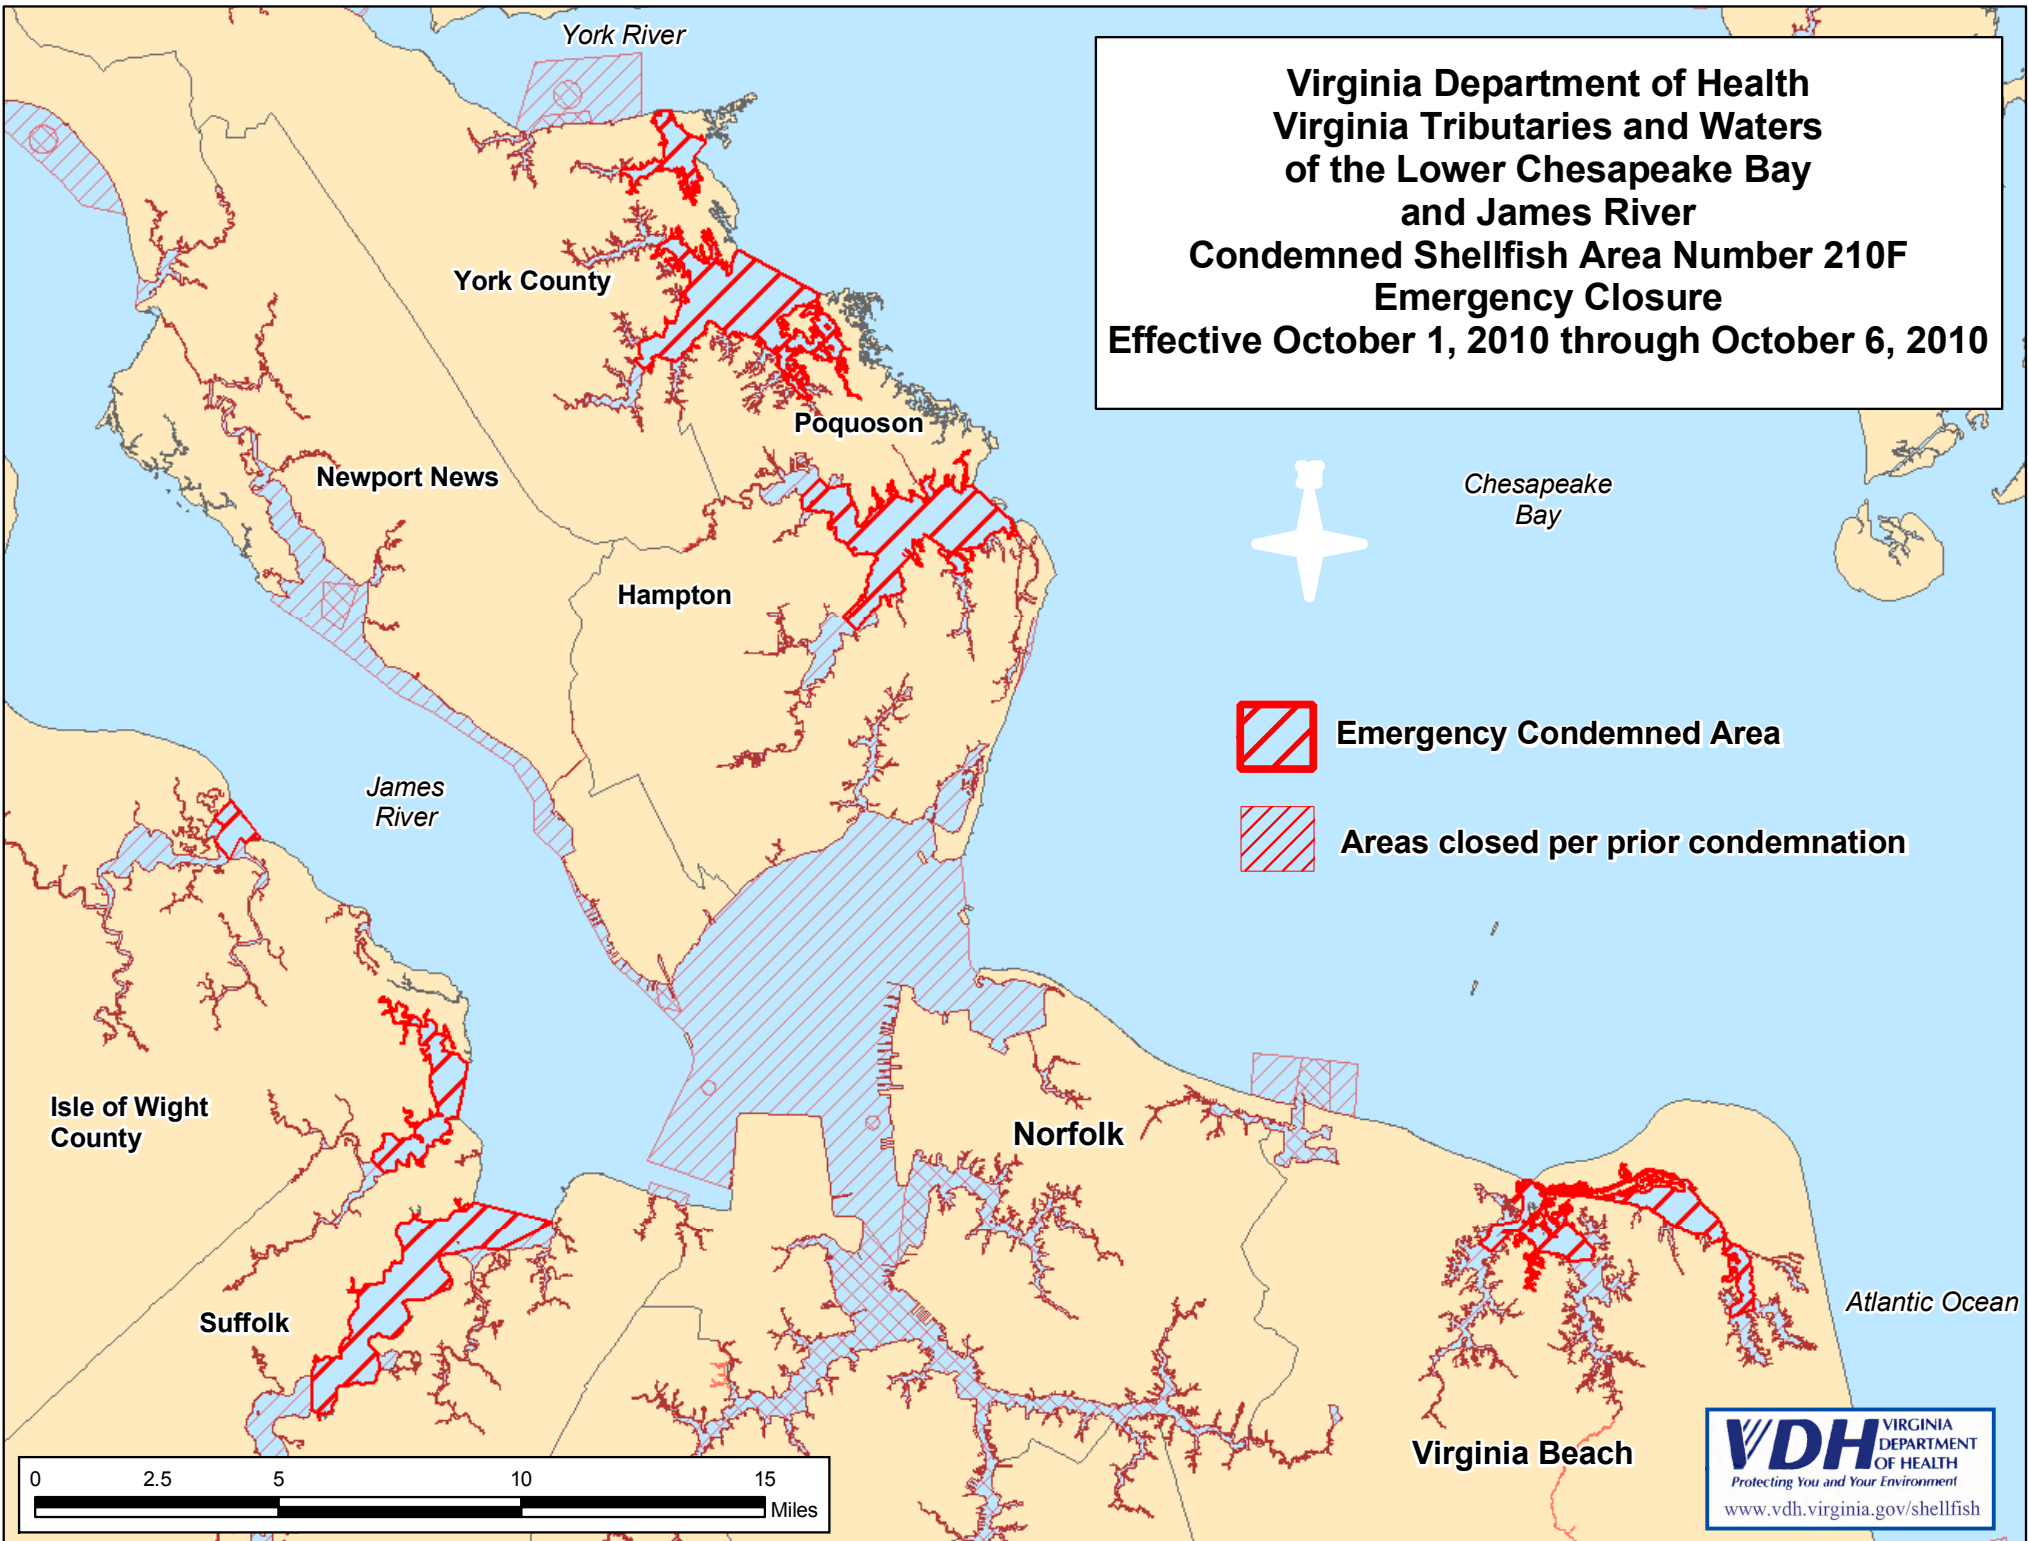 York River
Virginia Department of Health
Virginia Tributaries and Waters
of the Lower Chesapeake Bay
and James River
Condemned Shellfish Area Number 210F
Emergency Closure
Effective October 1, 2010 through October 6, 2010
York County
Poquoson
Newport News
Chesapeake
Bay
Hampton
Emergency Condemned Area
James
River
Areas closed per prior condemnation
Isle of Wight
County
Norfolk
Suffolk
Atlantic Ocean
Virginia Beach
0 2.5 5 10 15
Miles
VDH VIRGINIA
DEPARTMENT
OF HEALTH
Protecting You and Your Environment
www.vdh.virginia.gov/shellfish